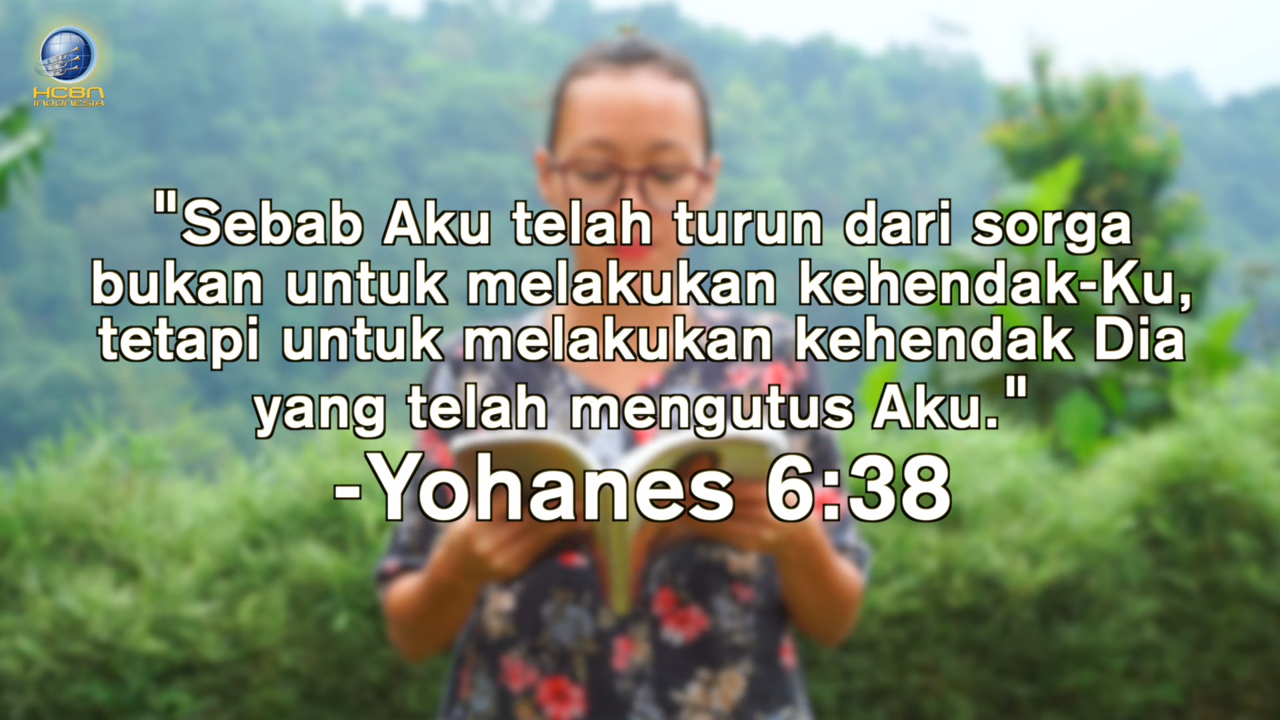 HCBN
INDONESIA
"Sebab Aku telah turun dari sorga
bukan untuk melakukan kehendak-Ku,
tetapi untuk melakukan kehendak Dia
yang telah mengutus Aku."
-Yohanes 6:38